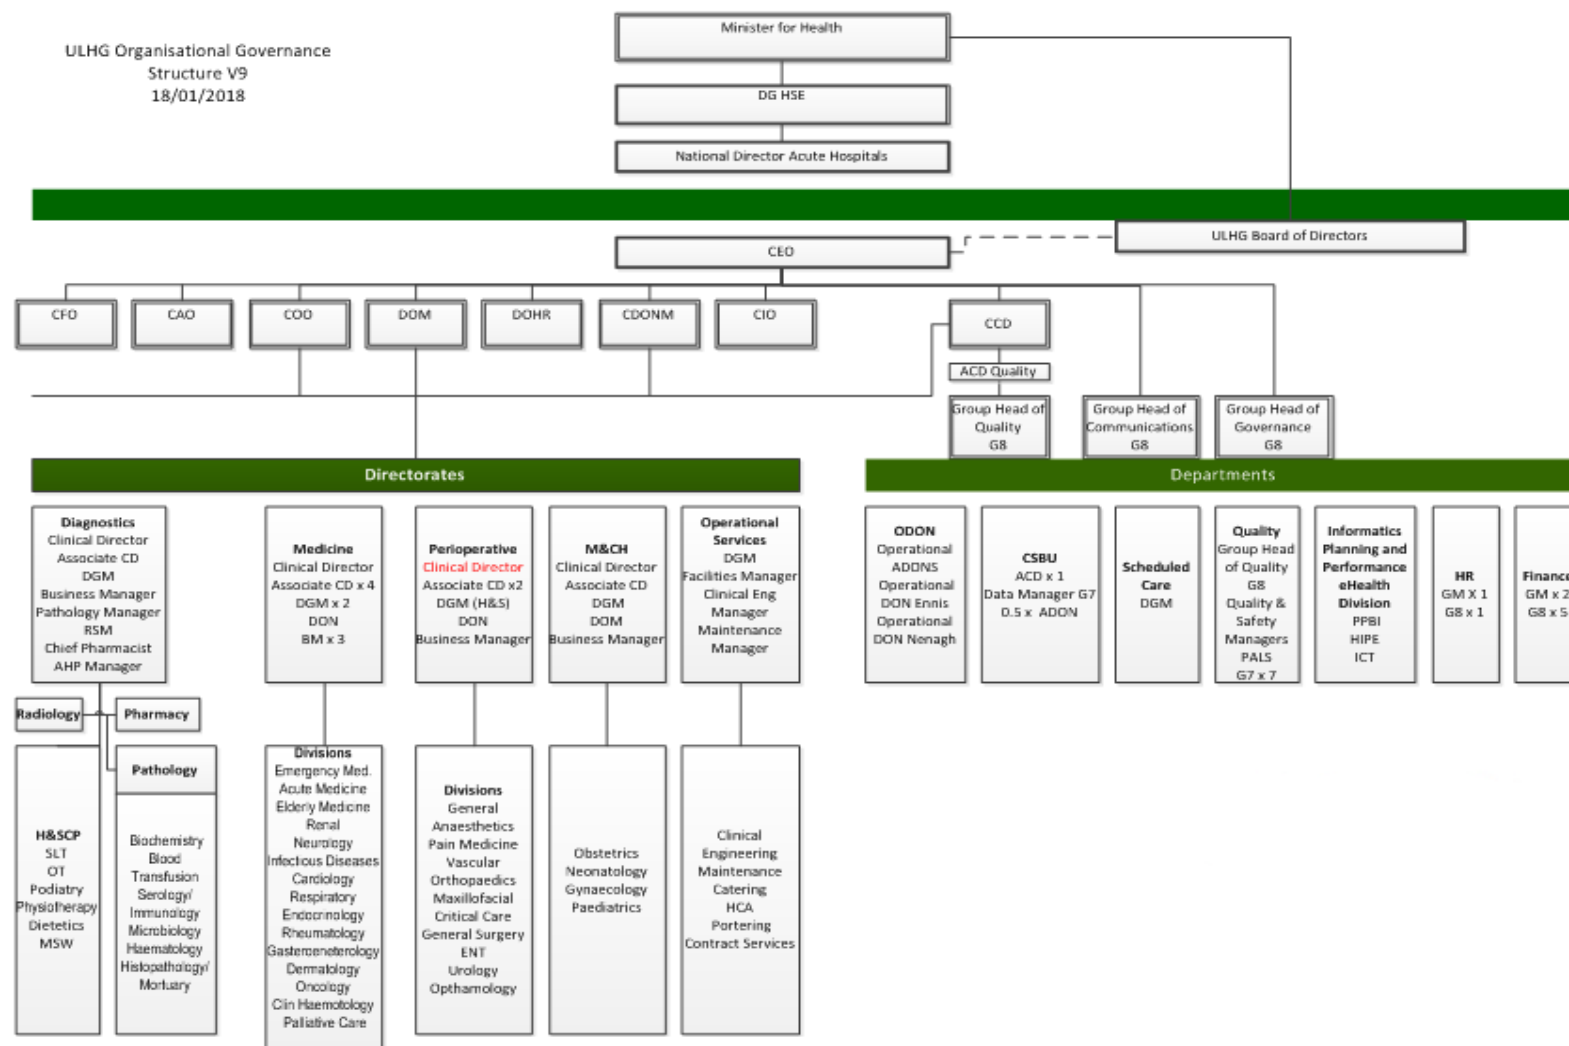 ULHG Organisational Governance
Structure V9
18/01/2018
Minister for Health
DG HSE
National Director Acute Hospitals
ULHG Board of Directors
CEO
CFO
CAO
COO
DOM
DOHR
CDONM
CIO
CCD
ACD Quality
Group Head of
Quality
G8
Group Head of
Communications
G8
Group Head of
Governance
G8
Directorates
Departments
Diagnostics
Clinical Director
Associate CD
DGM
Business Manager
Pathology Manager
RSM
Chief Pharmacist
AHP Manager
Medicine
Clinical Director
Associate CD x 4
DGM x 2
DON
BM x 3
Perioperative
Clinical Director
Associate CD x2
DGM (H&S)
DON
Business Manager
M&CH
Clinical Director
Associate CD
DGM
DOM
Business Manager
Operational
Services
DGM
Facilities Manager
Clinical Eng
Manager
Maintenance
Manager
ODON
Operational
ADONS
Operational
DON Ennis
Operational
DON Nenagh
CSBU
ACD x 1
Data Manager G7
0.5 x ADON
Scheduled
Care
DGM
Quality
Group Head
of Quality
G8
Quality &
Safety
Managers
PALS
G7 x 7
Informatics
Planning and
Performance
eHealth
Division
PPBI
HIPE
ICT
HR
GM X 1
G8 x 1
Finance
GM x 2
G8 x 5
Radiology
Pharmacy
H&SCP
SLT
OT
Podiatry
Physiotherapy
Dietetics
MSW
Pathology
Biochemistry
Blood
Transfusion
Serology/
Immunology
Microbiology
Haematology
Histopathology/
Mortuary
Divisions
Emergency Med.
Acute Medicine
Elderly Medicine
Renal
Neurology
Infectious Diseases
Cardiology
Respiratory
Endocrinology
Rheumatology
Gasteroeneterology
Dermatology
Oncology
Clin Haemotology
Palliative Care
Divisions
General
Anaesthetics
Pain Medicine
Vascular
Orthopaedics
Maxillofacial
Critical Care
General Surgery
ENT
Urology
Opthamology
Obstetrics
Neonatology
Gynaecology
Paediatrics
Clinical
Engineering
Maintenance
Catering
HCA
Portering
Contract Services